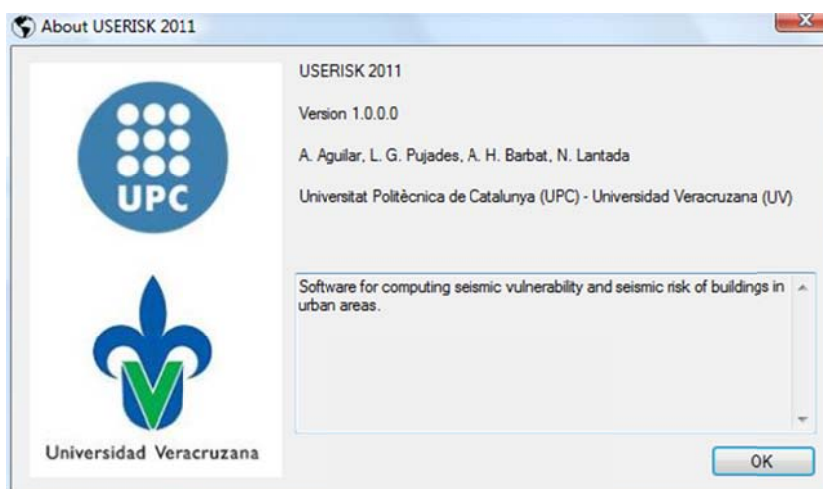 About USERISK 2011
USERISK 2011
Version 1.0.0.0
A. Aguilar, L. G. Pujades, A. H. Barbat, N. Lantada
Universitat Politècnica de Catalunya (UPC) - Universidad Veracruzana (UV)
UPC
Software for computing seismic vulnerability and seismic risk of buildings in
urban areas.
Universidad Veracruzana
OK